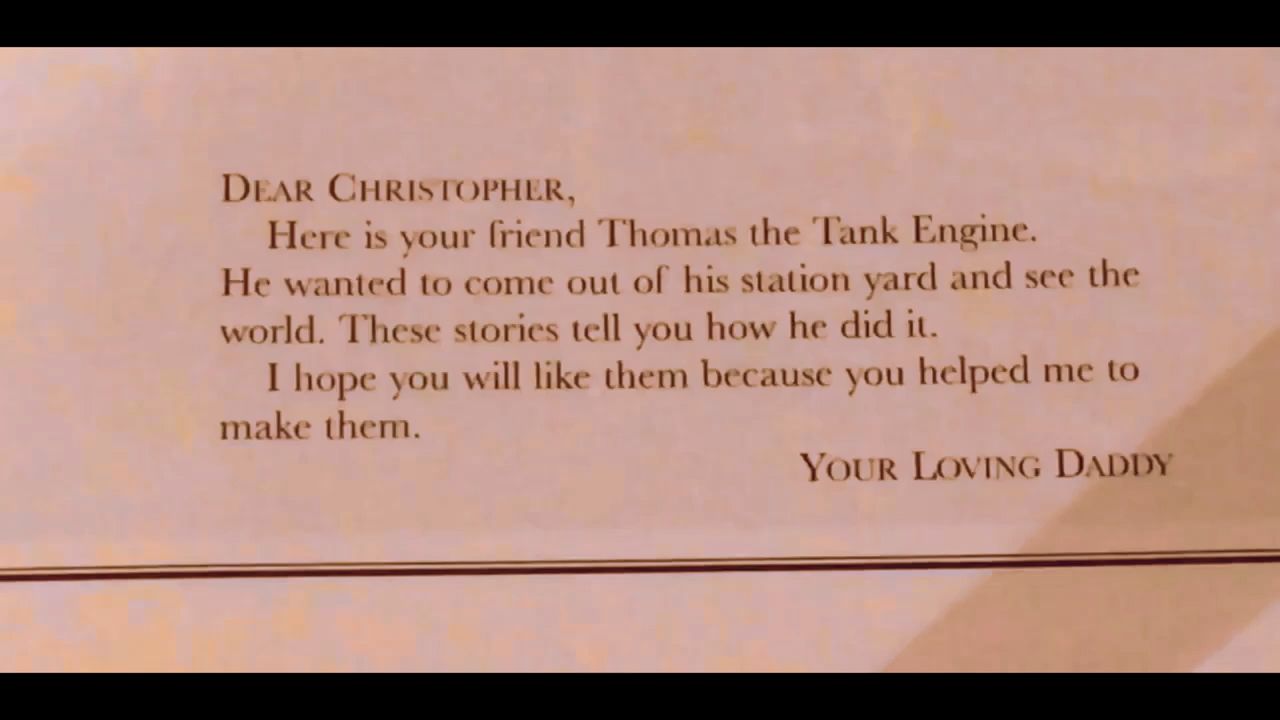 DEAR CHRISTOPHER,
Here is your friend Thomas the Tank Engine.
He wanted to come out of his station yard and see the
world. These stories tell you how he did it.
I hope you will like them because you helped me to
make them.
YOUR LOVING DADDY